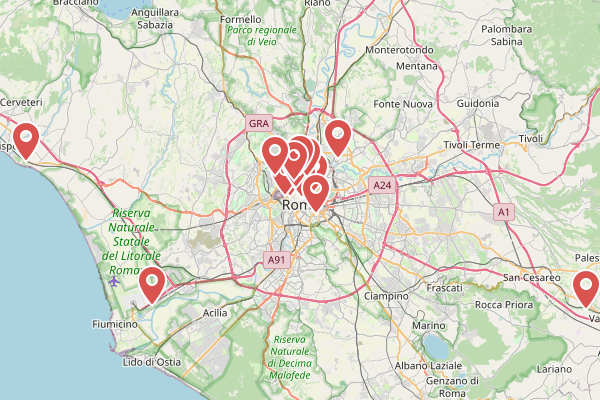 Bracciano
Anguillara
Sabazia
Formello
Riano
Parco regionale
di Veio
Monterotondo
Mentana
Palombara
Sabina
Cerveteri
GRA
Fonte Nuova
Guidonia
Tivoli
Tivoli Terme
A24
A1
Riserva
Naturale
Statale
del Litorale
Romano
A91
San Cesareo
Frascati
Rocca Priora
Ciampino
Fiumicino
Acilia
Marino
Lido di Ostia
Riserva
Naturale
di Decima
Malafede
Albano Laziale
Genzano di
Roma
Lariano